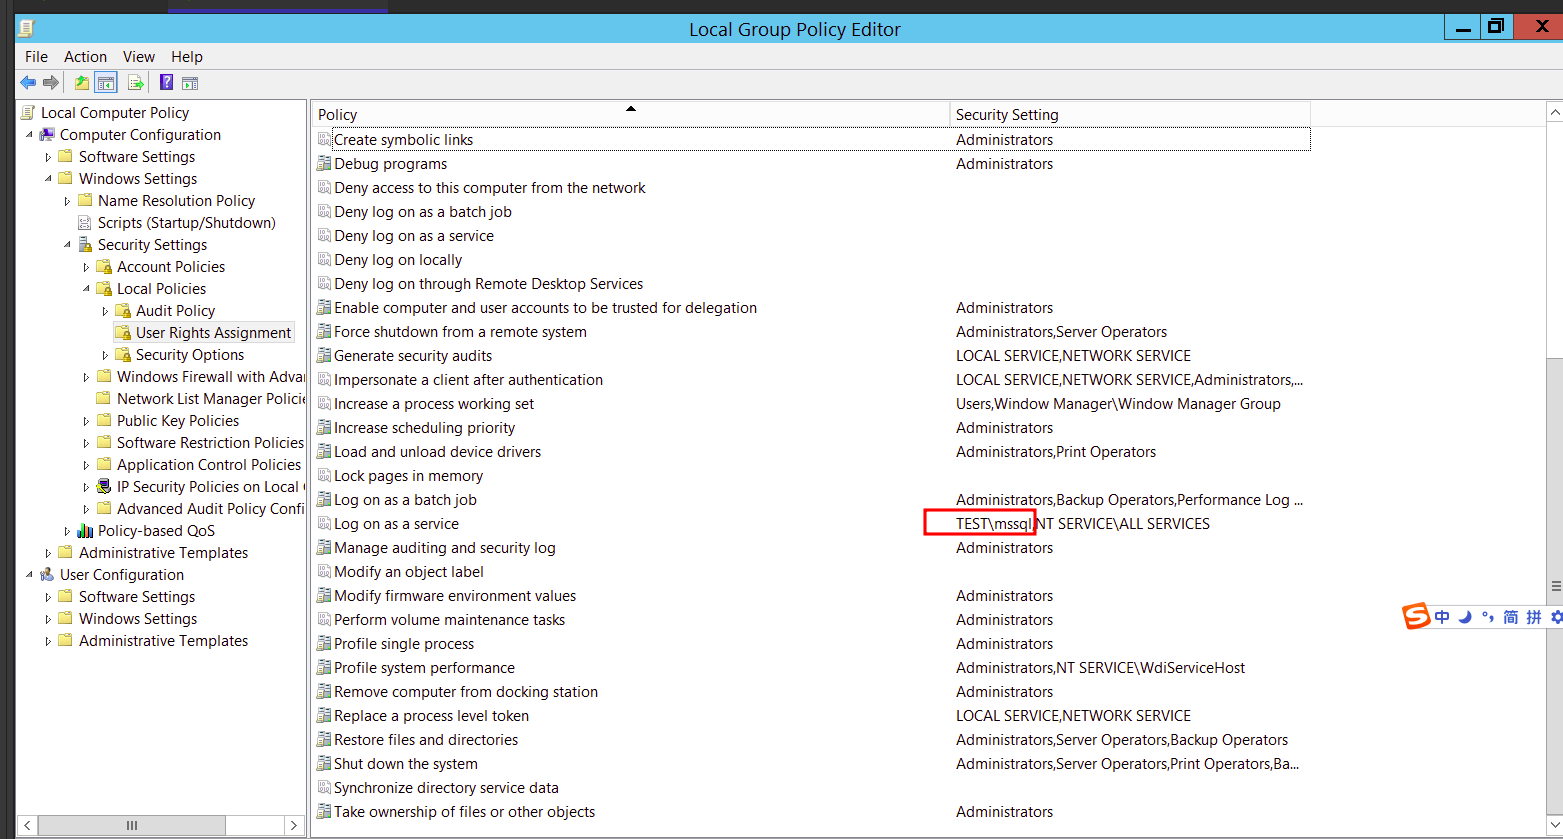 Local Group Policy Editor
File Action View Help
Local Computer Policy
Computer Configuration
Software Settings
Windows Settings
Name Resolution Policy
Scripts (Startup/Shutdown)
Security Settings
Account Policies
Local Policies
Audit Policy
User Rights Assignment
Security Options
Windows Firewall with Adva
Network List Manager Policie
Public Key Policies
Software Restriction Policies
Application Control Policies
IP Security Policies on Local
Advanced Audit Policy Confi
Policy-based QoS
Administrative Templates
User Configuration
Software Settings
Windows Settings
Administrative Templates
Policy Security Setting
Create symbolic links Administrators
Debug programs Administrators
Deny access to this computer from the network
Deny log on as a batch job
Deny log on as a service
Deny log on locally
Deny log on through Remote Desktop Services
Enable computer and user accounts to be trusted for delegation Administrators
Force shutdown from a remote system Administrators,Server Operators
Generate security audits LOCAL SERVICE,NETWORK SERVICE
Impersonate a client after authentication LOCAL SERVICE,NETWORK SERVICE,Administrators,...
Increase a process working set Users,Window Manager\Window Manager Group
Increase scheduling priority Administrators
Load and unload device drivers Administrators,Print Operators
Lock pages in memory
Log on as a batch job Administrators,Backup Operators,Performance Log ...
Log on as a service TEST\mssql,NT SERVICE\ALL SERVICES
Manage auditing and security log Administrators
Modify an object label
Modify firmware environment values Administrators
Perform volume maintenance tasks Administrators
Profile single process Administrators
Profile system performance Administrators,NT SERVICE\WdiServiceHost
Remove computer from docking station Administrators
Replace a process level token LOCAL SERVICE,NETWORK SERVICE
Restore files and directories Administrators,Server Operators,Backup Operators
Shut down the system Administrators,Server Operators,Print Operators,Ba...
Synchronize directory service data
Take ownership of files or other objects Administrators
S 中 °, 简 拼